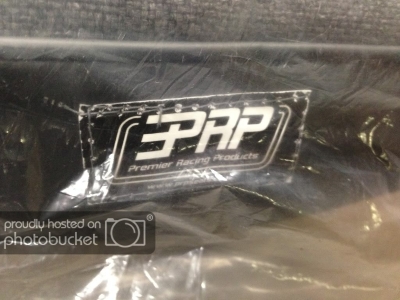 PRP
Premier Racing Products
proudly hosted on
photobucket